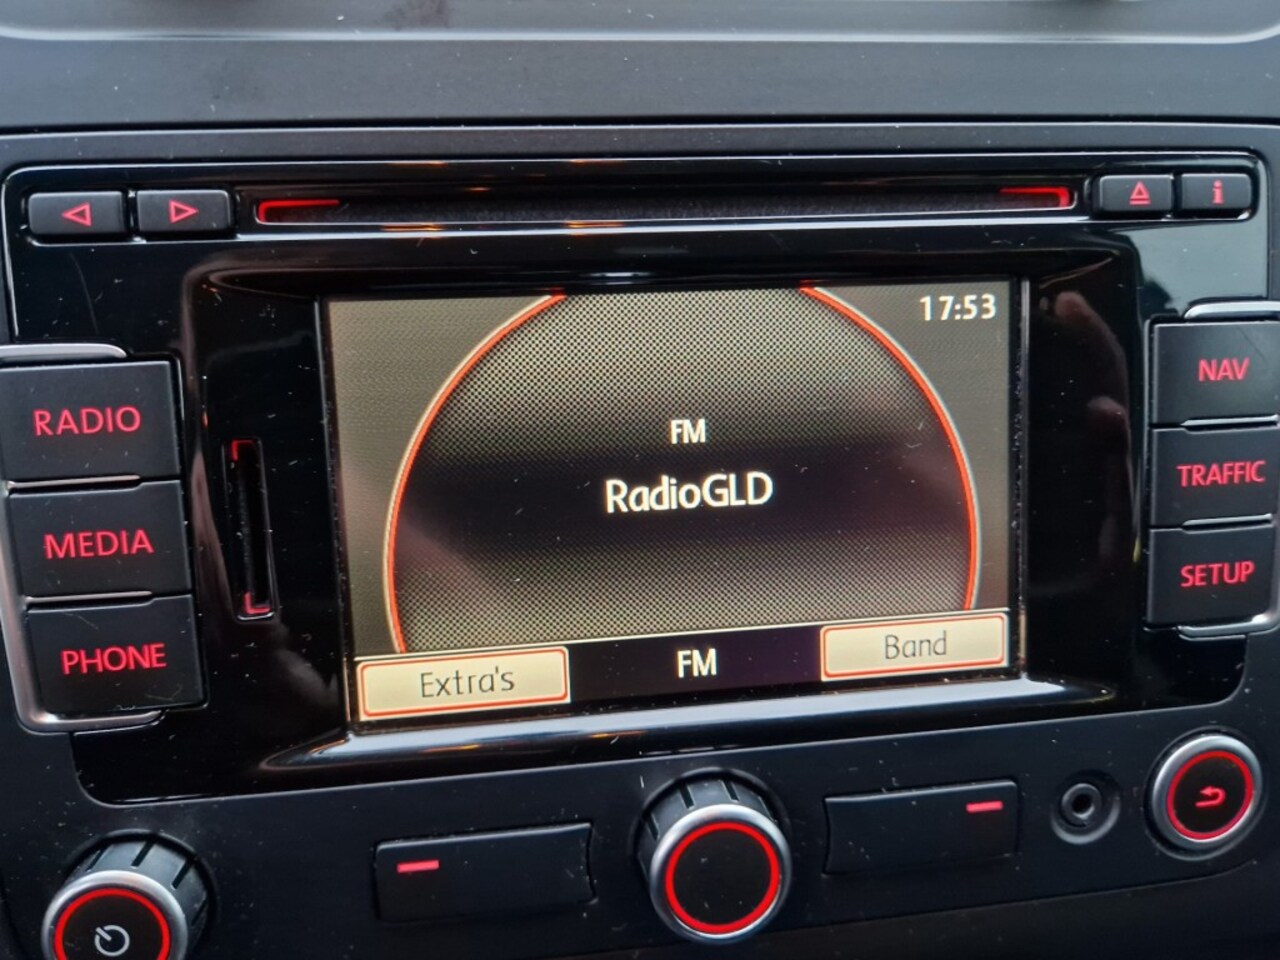 17:53
RADIO
MEDIA
PHONE
FM
RadioGLD
Extra's
FM
Band
NAV
TRAFFIC
SETUP
i